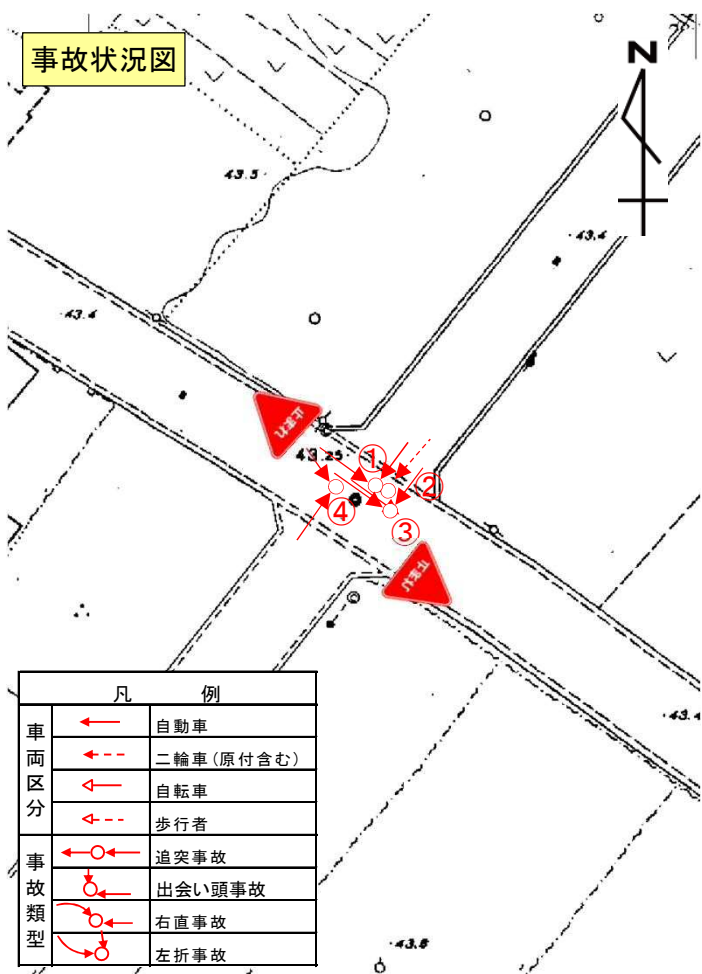 事故状況図
N
43.5
43.4
43.4
止まれ
43.25
①
②
④
③
止まれ
43.4
凡 例
車両区分
自動車
二輪車(原付含む)
自転車
歩行者
事故類型
追突事故
出会い頭事故
右直事故
左折事故
43.6